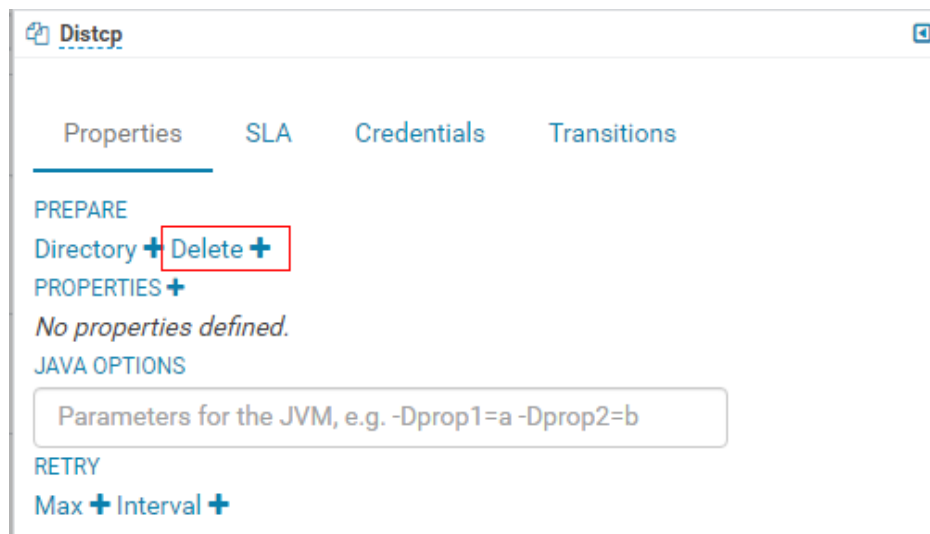 Distcp
Properties SLA Credentials Transitions
PREPARE
Directory + Delete +
PROPERTIES +
No properties defined.
JAVA OPTIONS
Parameters for the JVM, e.g. -Dprop1=a -Dprop2=b
RETRY
Max + Interval +